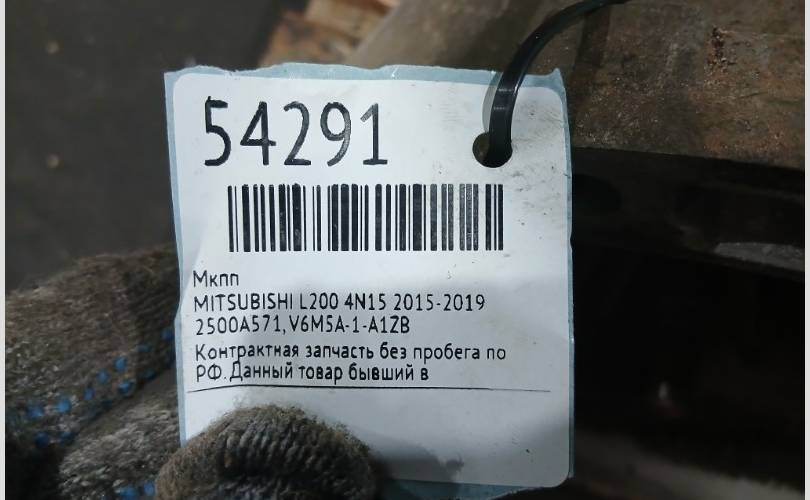 54291
Мкпп
MITSUBISHI L200 4N15 2015-2019
2500A571, V6M5A-1-A1ZB
Контрактная запчасть без пробега по
РФ. Данный товар бывший в